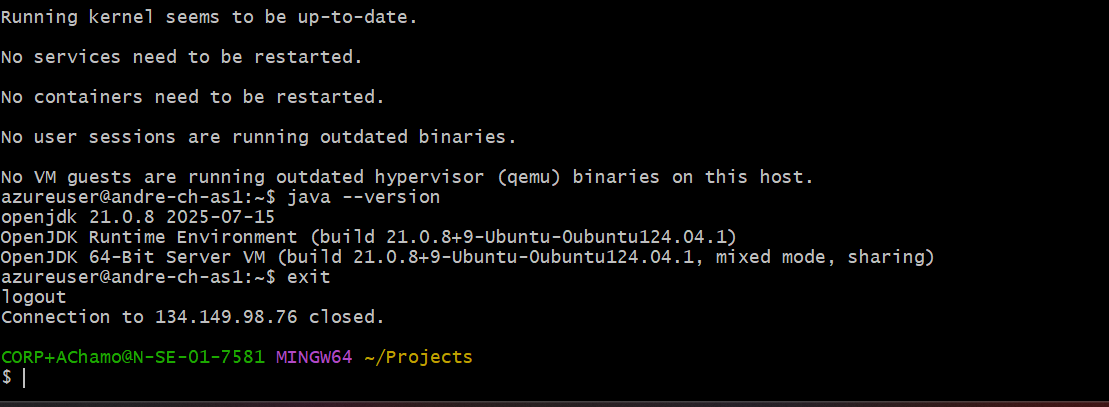 Running kernel seems to be up-to-date.
No services need to be restarted.
No containers need to be restarted.
No user sessions are running outdated binaries.
No VM guests are running outdated hypervisor (qemu) binaries on this host.
azureuser@andre-ch-as1:~$ java --version
openjdk 21.0.8 2025-07-15
OpenJDK Runtime Environment (build 21.0.8+9-Ubuntu-0ubuntu124.04.1)
OpenJDK 64-Bit Server VM (build 21.0.8+9-Ubuntu-0ubuntu124.04.1, mixed mode, sharing)
azureuser@andre-ch-as1:~$ exit
logout
Connection to 134.149.98.76 closed.
CORP+AChamo@N-SE-01-7581 MINGW64 ~/Projects
$